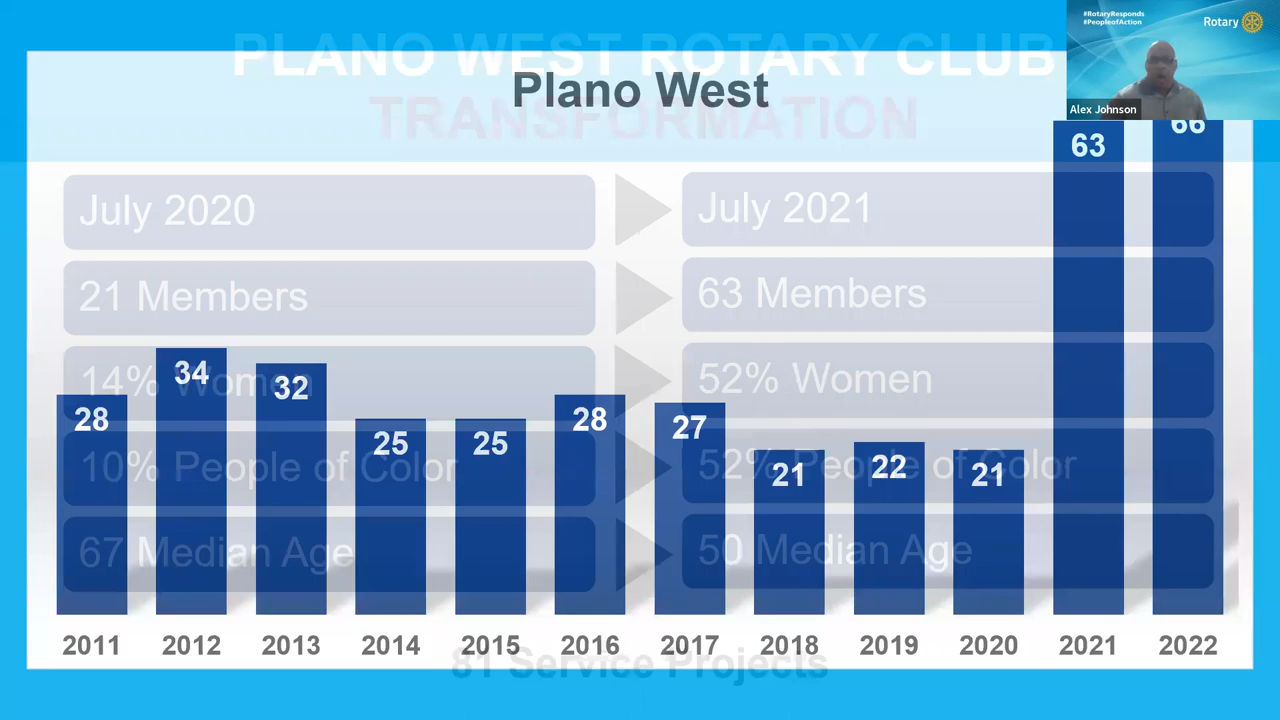 #RotaryResponds
#PeopleofAction
Rotary
Alex Johnson
PLANO WEST ROTARY CLUB
TRANSFORMATION
Plano West
July 2020
July 2021
21 Members
63 Members
14% Women
52% Women
10% People of Color
52% People of Color
67 Median Age
50 Median Age
28
34
32
25
25
28
27
21
22
21
63
66
2011
2012
2013
2014
2015
2016
2017
2018
2019
2020
2021
2022
81 Service Projects